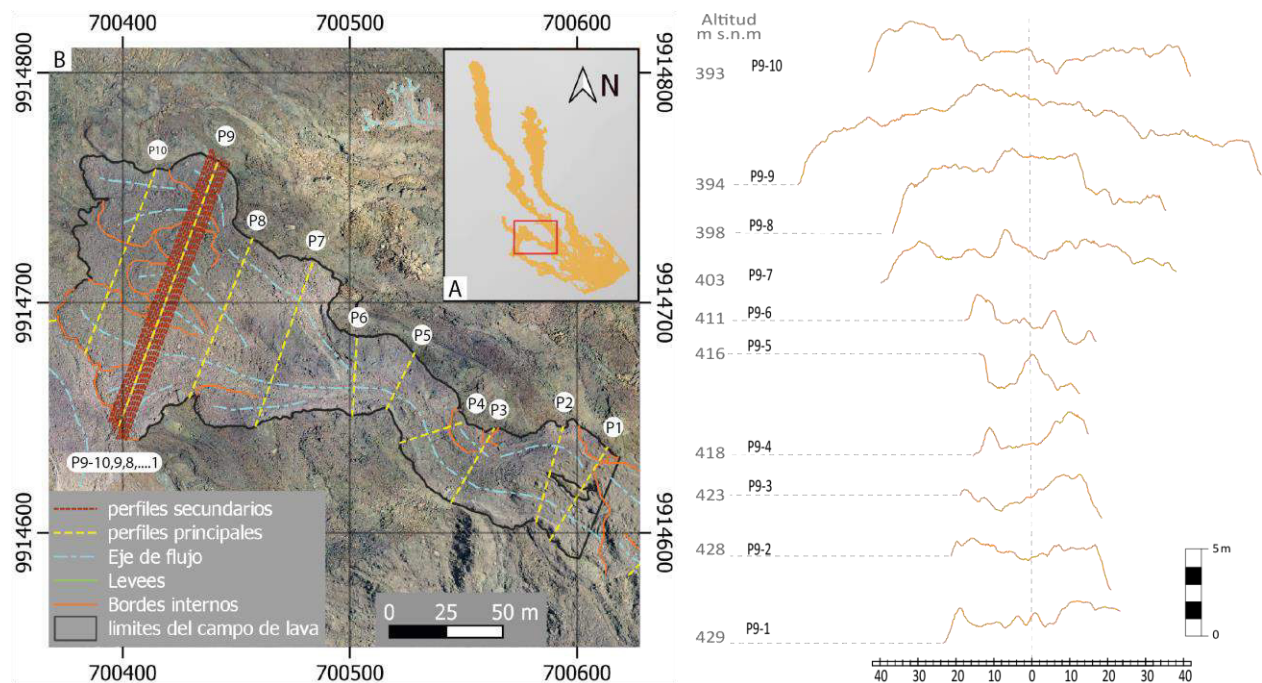 700400 700500 700600
B
9914800
9914700
9914600
N
A
P10
P9
P8
P7
P6
P5
P4
P3
P2
P1
P9-10,9,8,....1
perfiles secundarios
perfiles principales
Eje de flujo
Levees
Bordes internos
limites del campo de lava
0 25 50 m
9914800
9914700
9914600
700400 700500 700600
Altitud
m s.n.m
393 P9-10
394 P9-9
398 P9-8
403 P9-7
411 P9-6
416 P9-5
418 P9-4
423 P9-3
428 P9-2
429 P9-1
5m
0
40 30 20 10 0 10 20 30 40